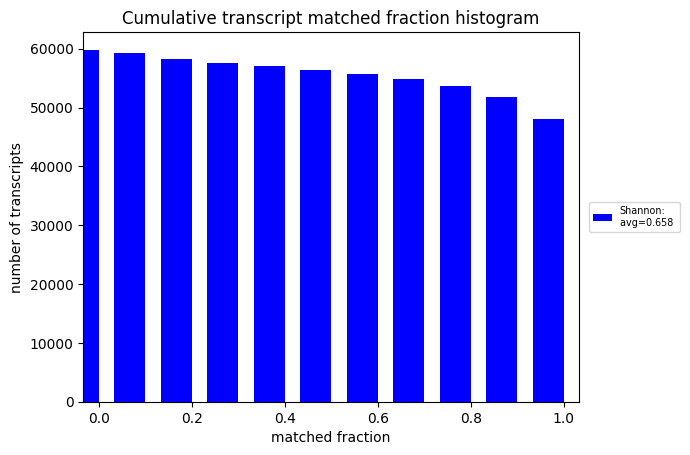 Cumulative transcript matched fraction histogram
number of transcripts
60000
50000
40000
30000
20000
10000
0
0.0 0.2 0.4 0.6 0.8 1.0
matched fraction
Shannon:
avg=0.658